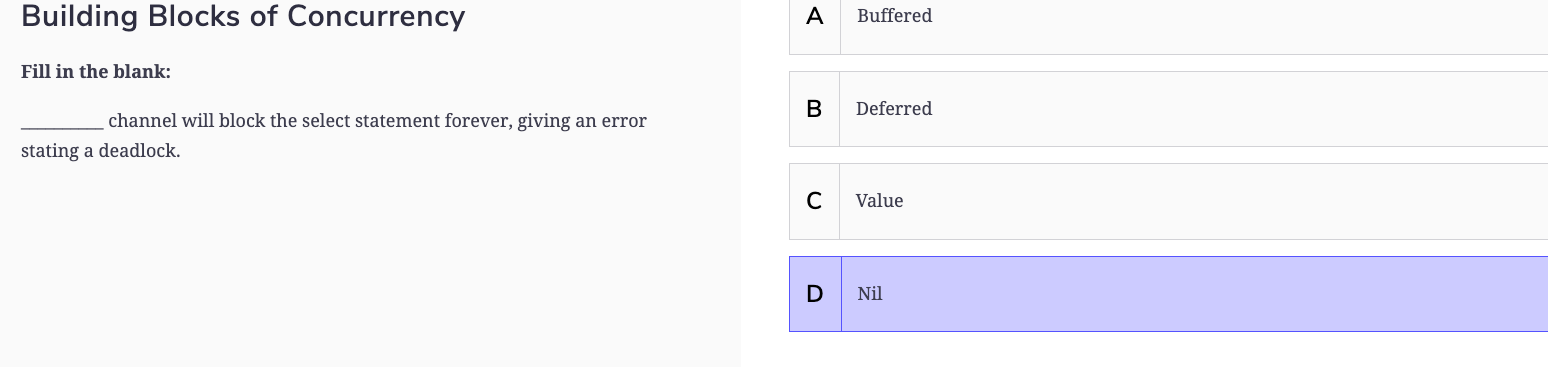 Building Blocks of Concurrency
Fill in the blank:
_________ channel will block the select statement forever, giving an error
stating a deadlock.
A Buffered
B Deferred
C Value
D Nil